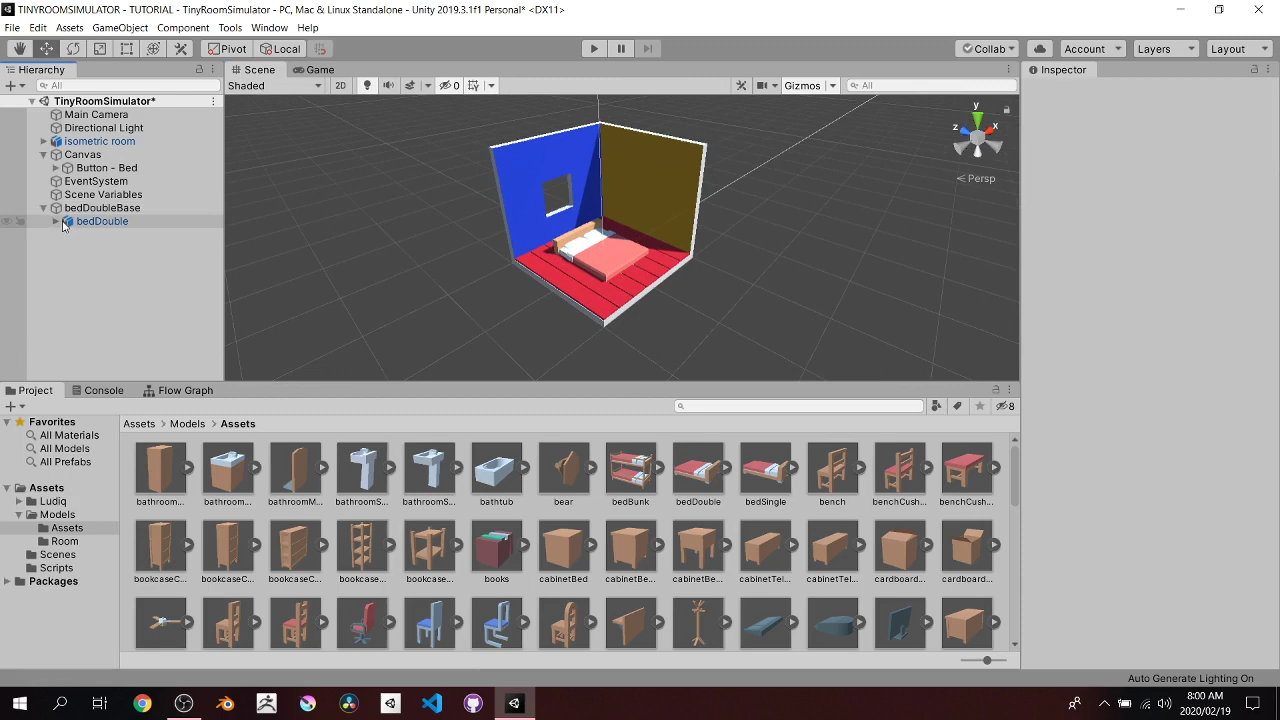 TINYROOMSIMULATOR - TUTORIAL - TinyRoomSimulator - PC, Mac & Linux Standalone - Unity 2019.3.1f1 Personal* <DX11>
File Edit Assets GameObject Component Tools Window Help
Pivot Local Collab Account Layers Layout
Hierarchy Scene Game Inspector
All Shaded 2D 0 Gizmos All
TinyRoomSimulator*
Main Camera
Directional Light
isometric room
Canvas
Button - Bed
EventSystem
Scene Variables
bedDoubleBase
bedDouble
y
z x
Persp
Project Console Flow Graph
8
Favorites
All Materials
All Models
All Prefabs
Assets
Ludiq
Models
Assets
Room
Scenes
Scripts
Packages
Assets > Models > Assets
bathroom... bathroom... bathroomM... bathroomS... bathroomS... bathtub bear bedBunk bedDouble bedSingle bench benchCush... benchCush...
bookcaseC... bookcaseC... bookcaseC... bookcase... bookcase... books cabinetBed cabinetBe... cabinetBe... cabinetTel... cabinetTel... cardboard... cardboard...
Auto Generate Lighting On
8:00 AM
2020/02/19